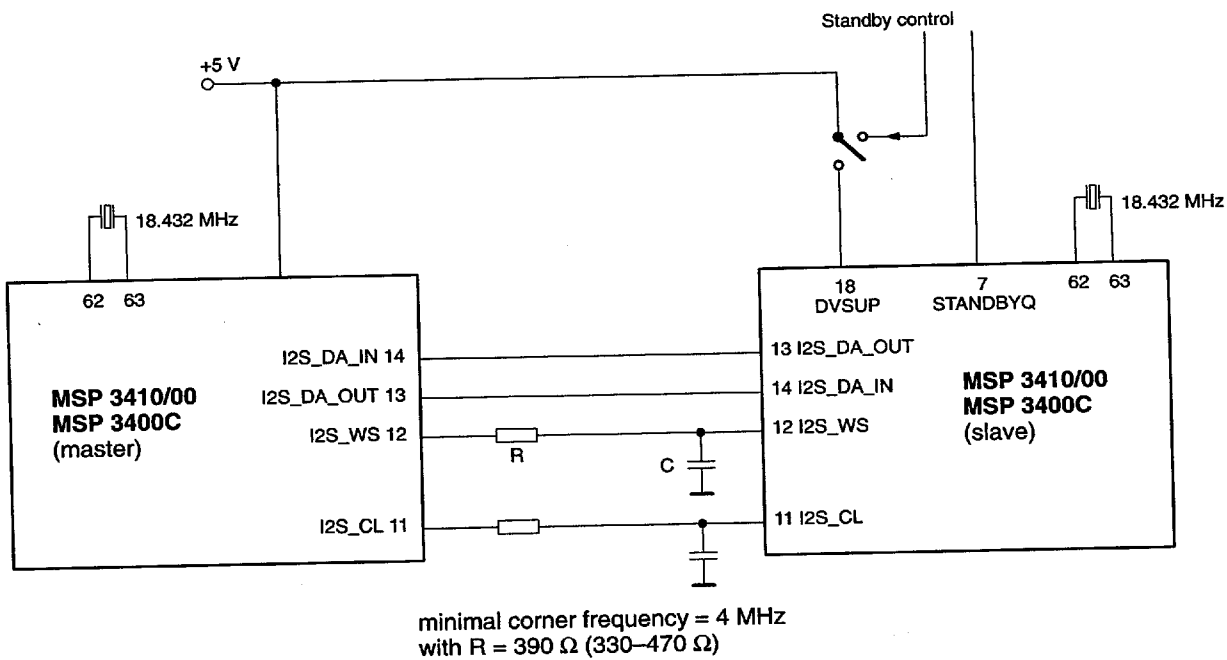 Standby control
+5 V
18.432 MHz
18.432 MHz
62 63
18
DVSUP
7
STANDBYQ
62 63
I2S_DA_IN 14
13 I2S_DA_OUT
MSP 3410/00
MSP 3400C
(master)
I2S_DA_OUT 13
14 I2S_DA_IN
MSP 3410/00
MSP 3400C
(slave)
I2S_WS 12
R
C
12 I2S_WS
I2S_CL 11
11 I2S_CL
minimal corner frequency = 4 MHz
with R = 390 Ω (330–470 Ω)